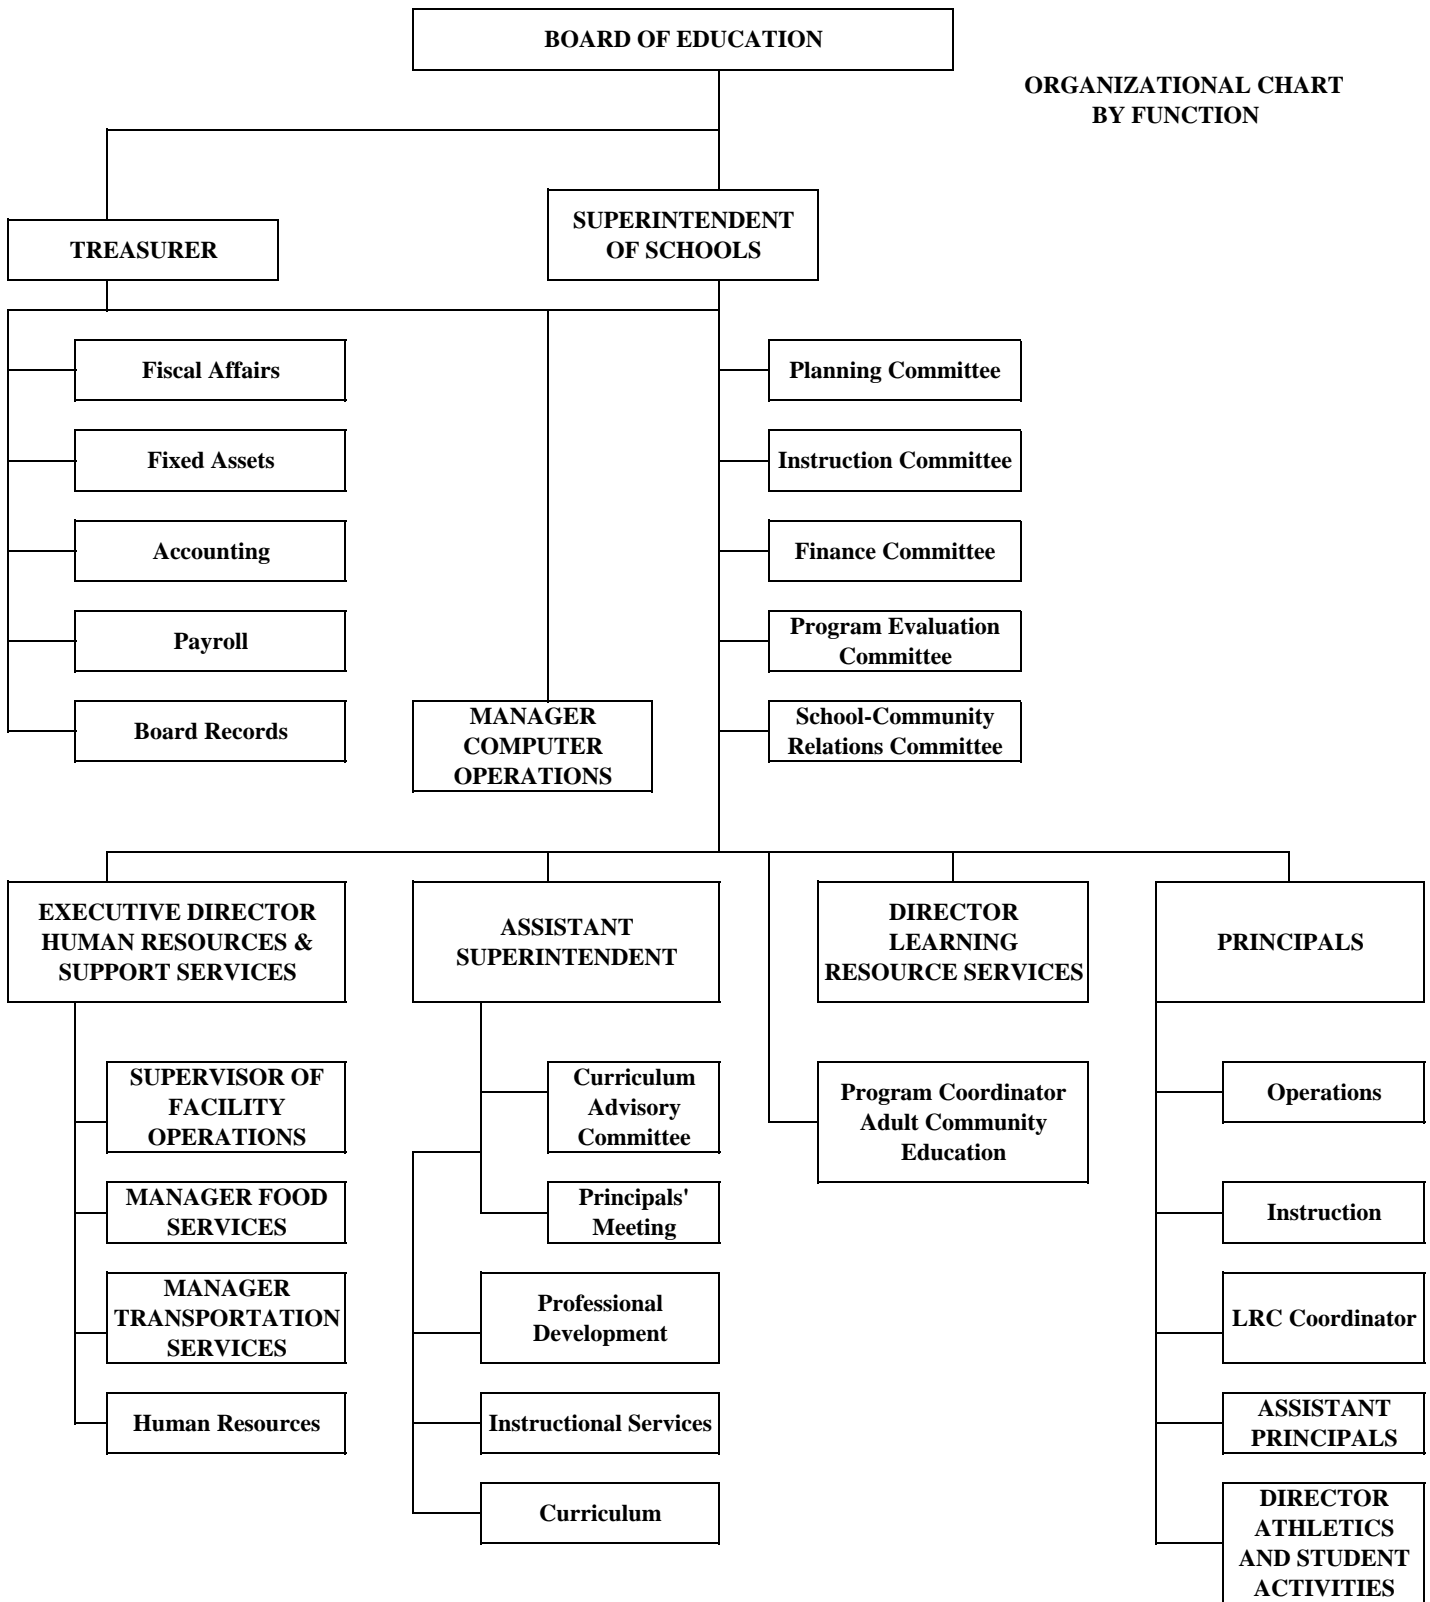 BOARD OF EDUCATION
ORGANIZATIONAL CHART
BY FUNCTION
TREASURER
SUPERINTENDENT
OF SCHOOLS
Fiscal Affairs
Planning Committee
Fixed Assets
Instruction Committee
Accounting
Finance Committee
Payroll
Program Evaluation
Committee
Board Records
MANAGER
COMPUTER
OPERATIONS
School-Community
Relations Committee
EXECUTIVE DIRECTOR
HUMAN RESOURCES &
SUPPORT SERVICES
ASSISTANT
SUPERINTENDENT
DIRECTOR
LEARNING
RESOURCE SERVICES
PRINCIPALS
SUPERVISOR OF
FACILITY
OPERATIONS
Curriculum
Advisory
Committee
Program Coordinator
Adult Community
Education
Operations
MANAGER FOOD
SERVICES
Principals'
Meeting
Instruction
MANAGER
TRANSPORTATION
SERVICES
Professional
Development
LRC Coordinator
Human Resources
Instructional Services
ASSISTANT
PRINCIPALS
Curriculum
DIRECTOR
ATHLETICS
AND STUDENT
ACTIVITIES